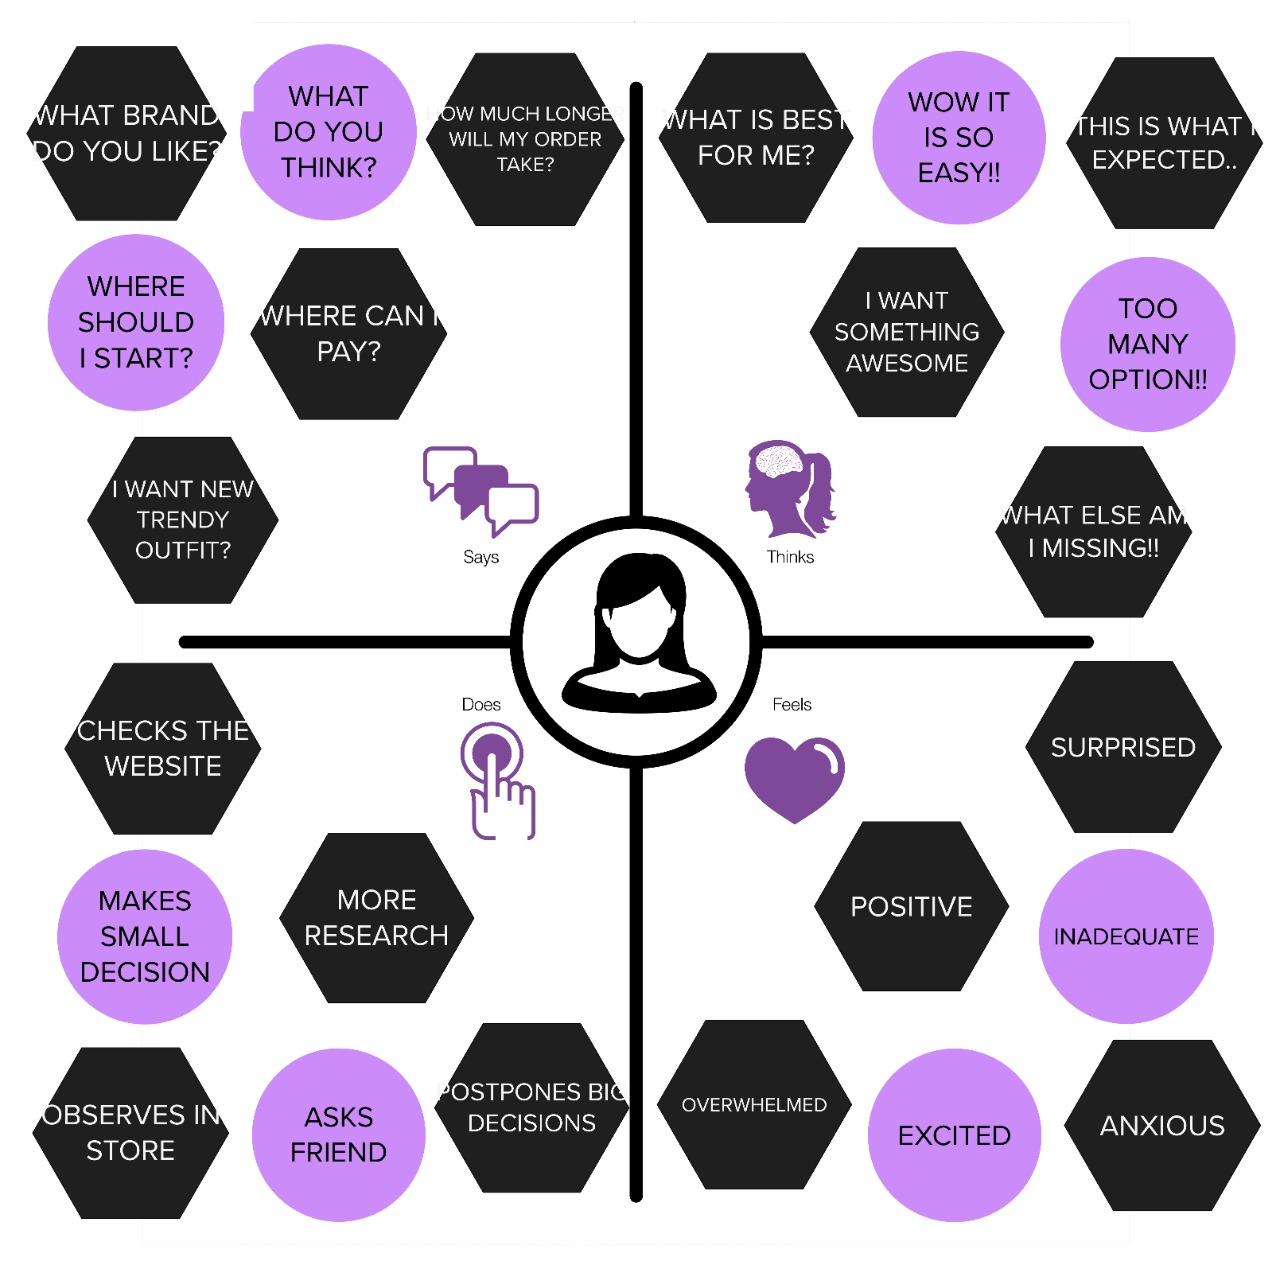 WHAT BRAND
DO YOU LIKE?
WHAT
DO YOU
THINK?
HOW MUCH LONGER
WILL MY ORDER
TAKE?
WHERE
SHOULD
I START?
WHERE CAN I
PAY?
I WANT NEW
TRENDY
OUTFIT?
Says
WHAT IS BEST
FOR ME?
WOW IT
IS SO
EASY!!
THIS IS WHAT I
EXPECTED..
I WANT
SOMETHING
AWESOME
TOO
MANY
OPTION!!
WHAT ELSE AM
I MISSING!!
Thinks
Does
CHECKS THE
WEBSITE
MAKES
SMALL
DECISION
MORE
RESEARCH
OBSERVES IN
STORE
ASKS
FRIEND
POSTPONES BIG
DECISIONS
Feels
SURPRISED
POSITIVE
INADEQUATE
OVERWHELMED
EXCITED
ANXIOUS